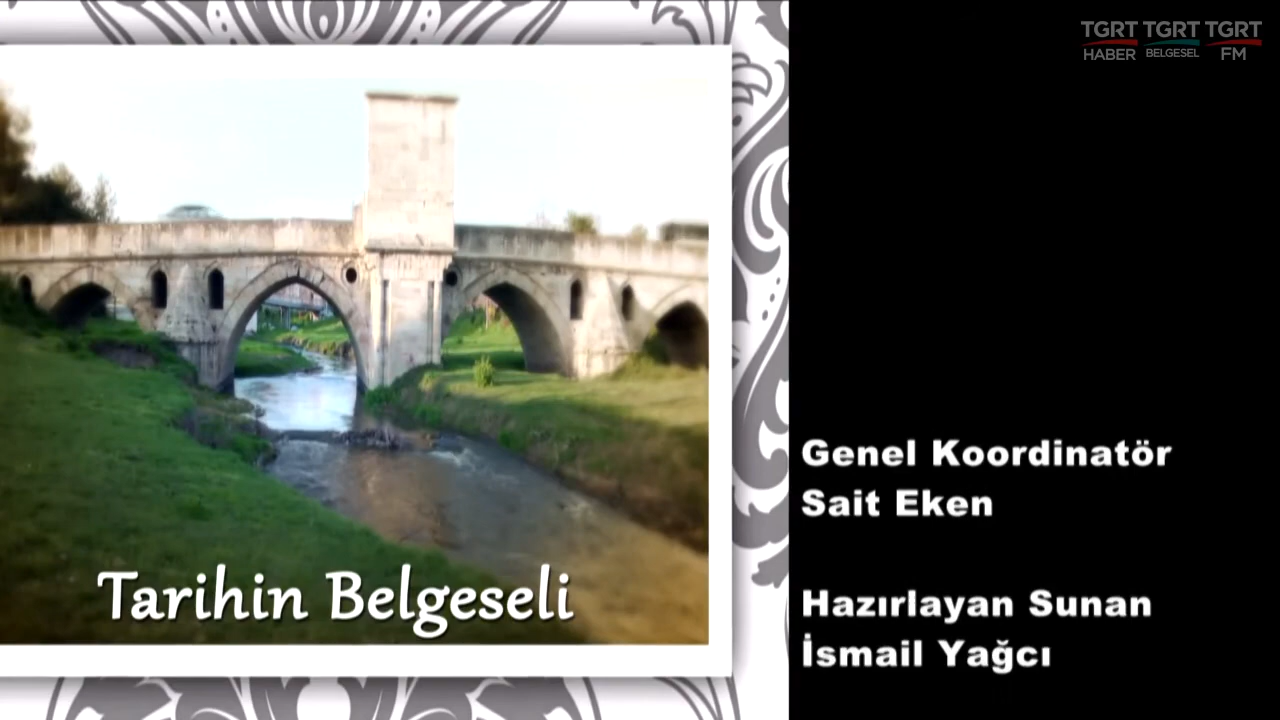 TGRT TGRT TGRT
HABER BELGESEL FM
Genel Koordinatör
Sait Eken
Hazırlayan Sunan
İsmail Yağcı
Tarihin Belgeseli